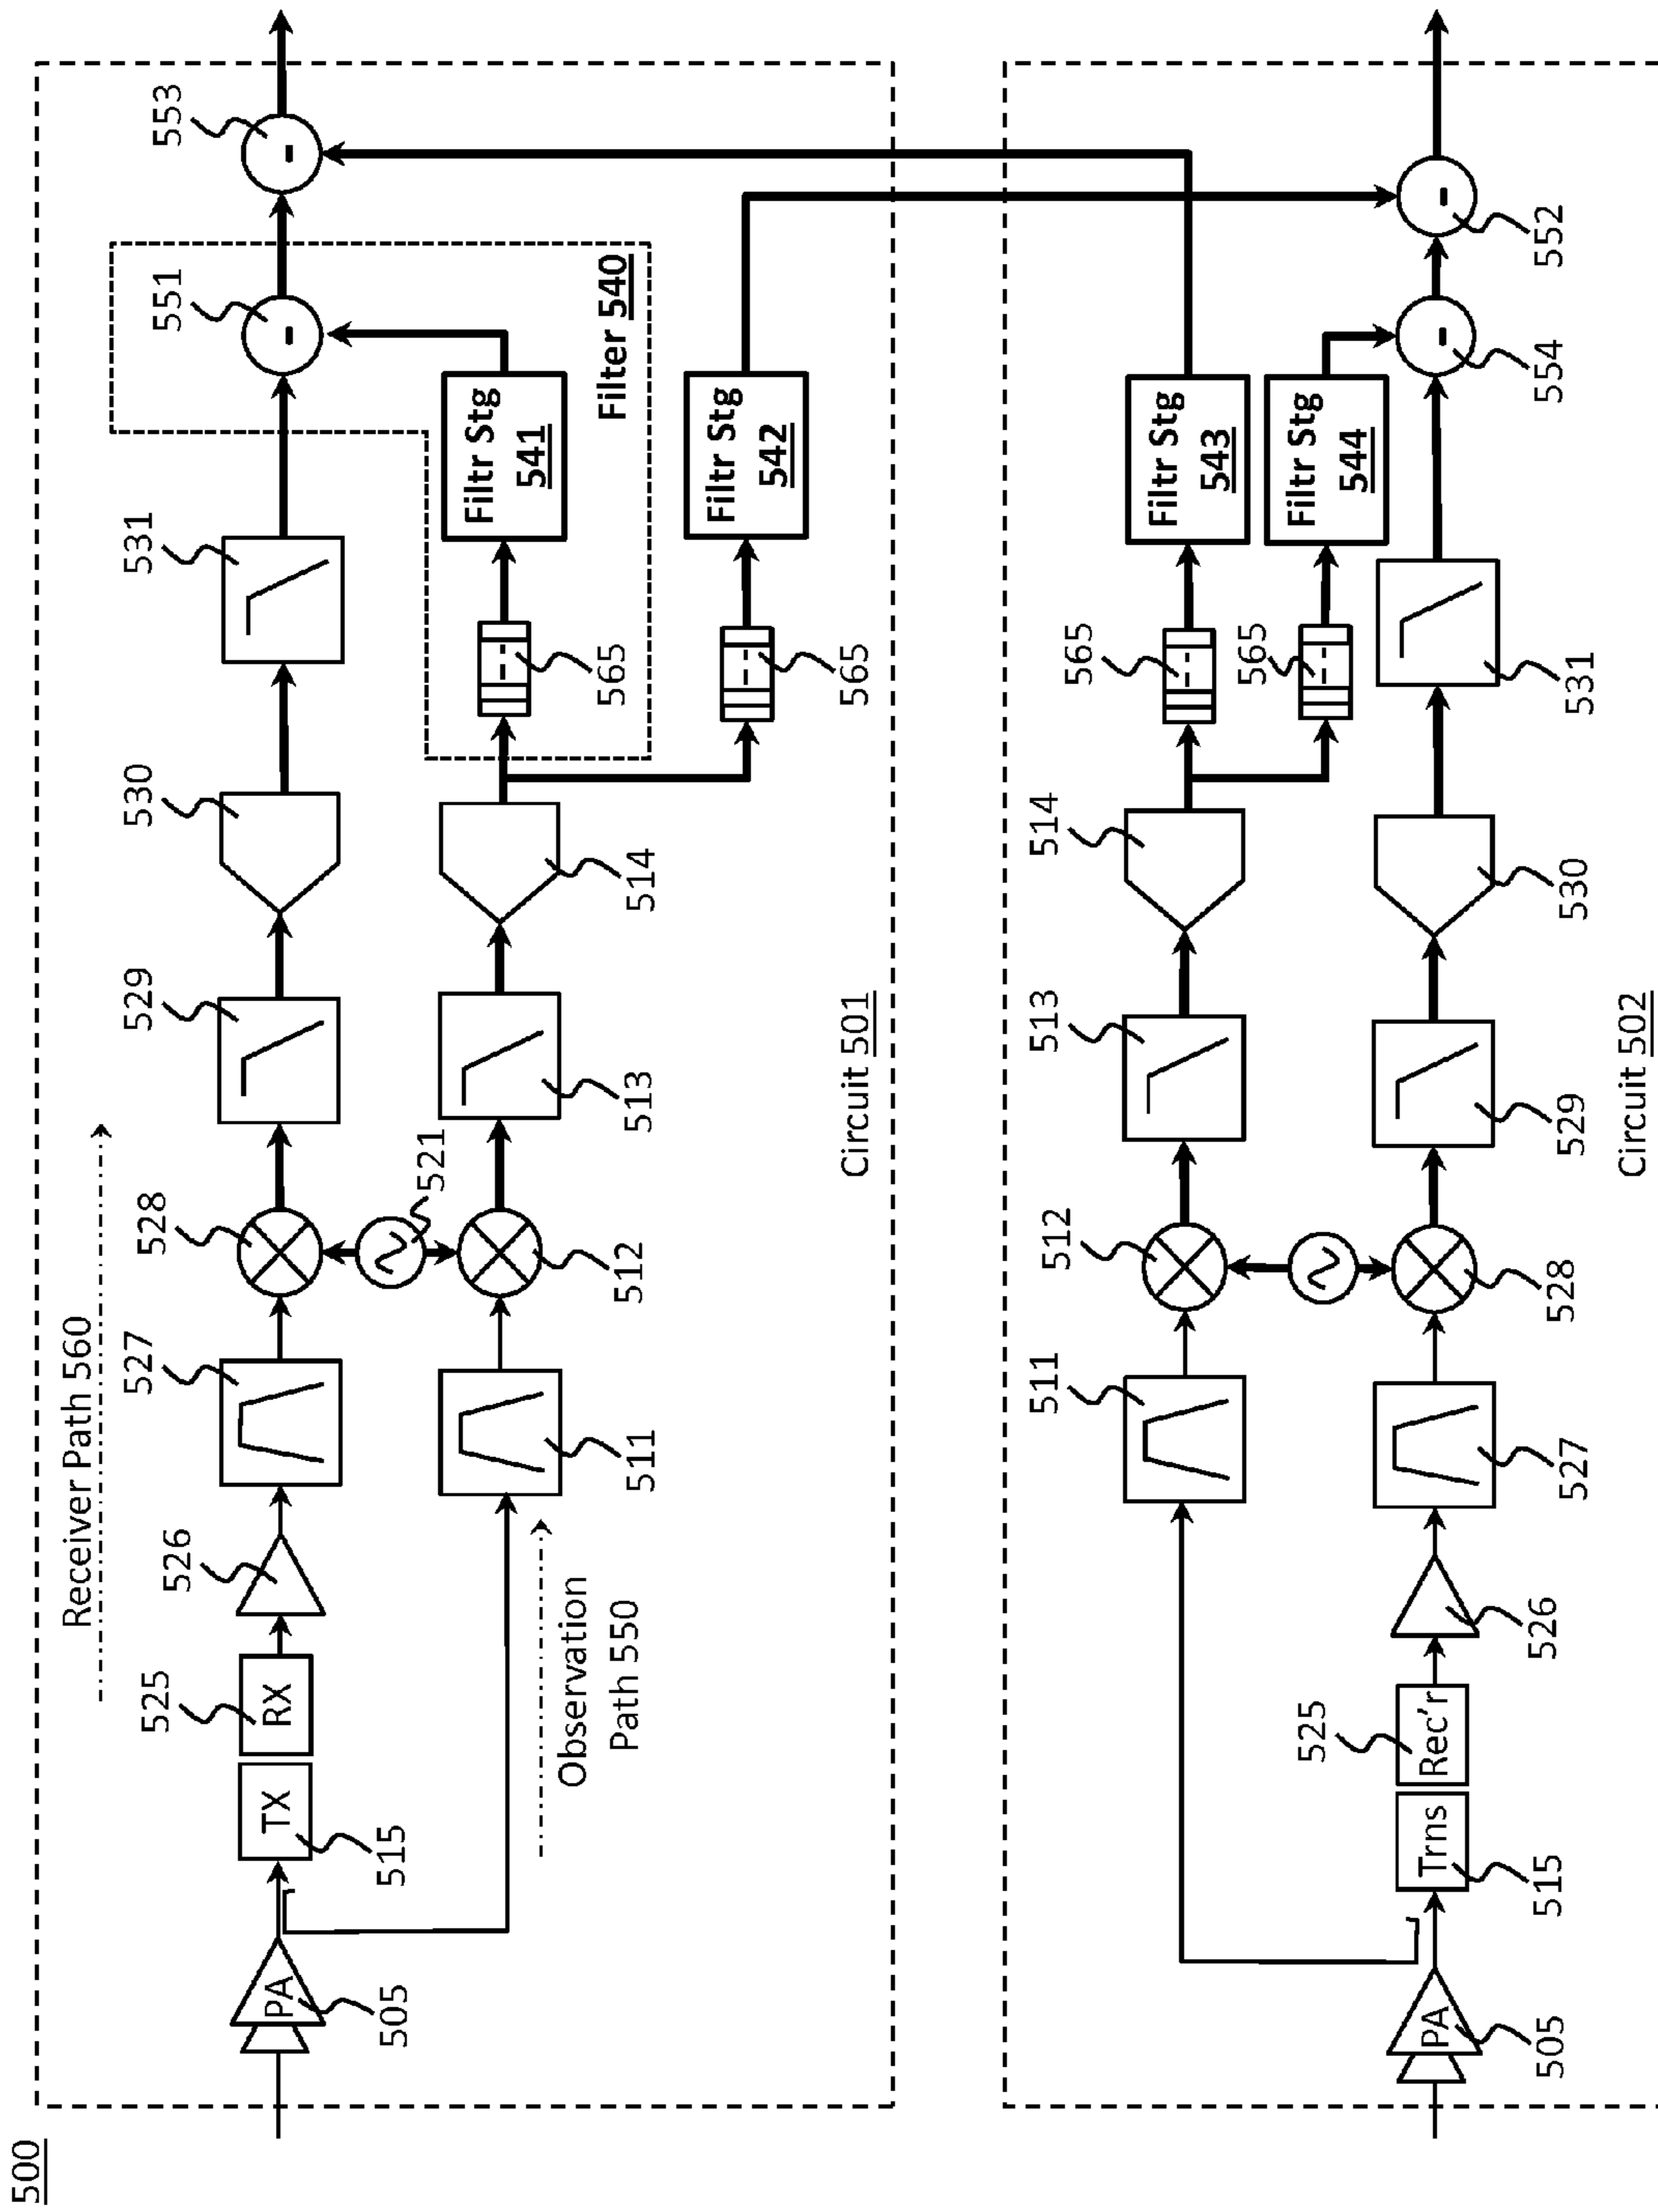 500
PA
505
TX
515
RX
525
526
Receiver Path 560
527
528
529
530
531
551
553
Observation
Path 550
511
512
521
513
514
565
Filtr Stg
541
Filter 540
565
Filtr Stg
542
Circuit 501
511
512
513
514
565
565
Filtr Stg
543
Filtr Stg
544
PA
505
Trns
515
Rec'r
525
526
527
528
529
530
531
554
552
Circuit 502